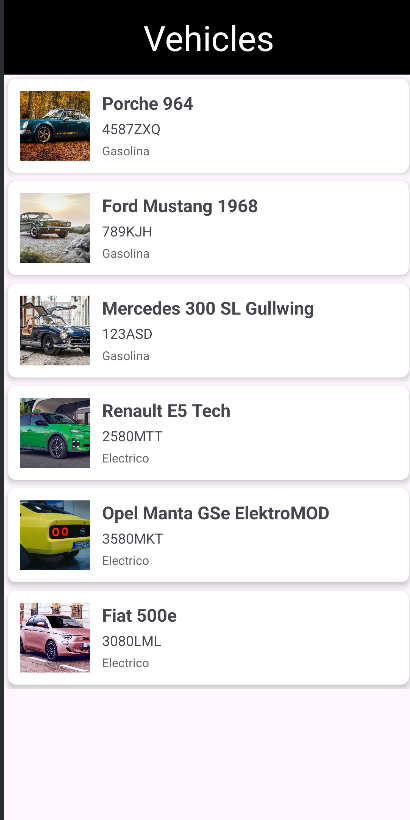 Vehicles
Porche 964
4587ZXQ
Gasolina
Ford Mustang 1968
789KJH
Gasolina
Mercedes 300 SL Gullwing
123ASD
Gasolina
Renault E5 Tech
2580MTT
Electrico
Opel Manta GSe ElektroMOD
3580MKT
Electrico
Fiat 500e
3080LML
Electrico